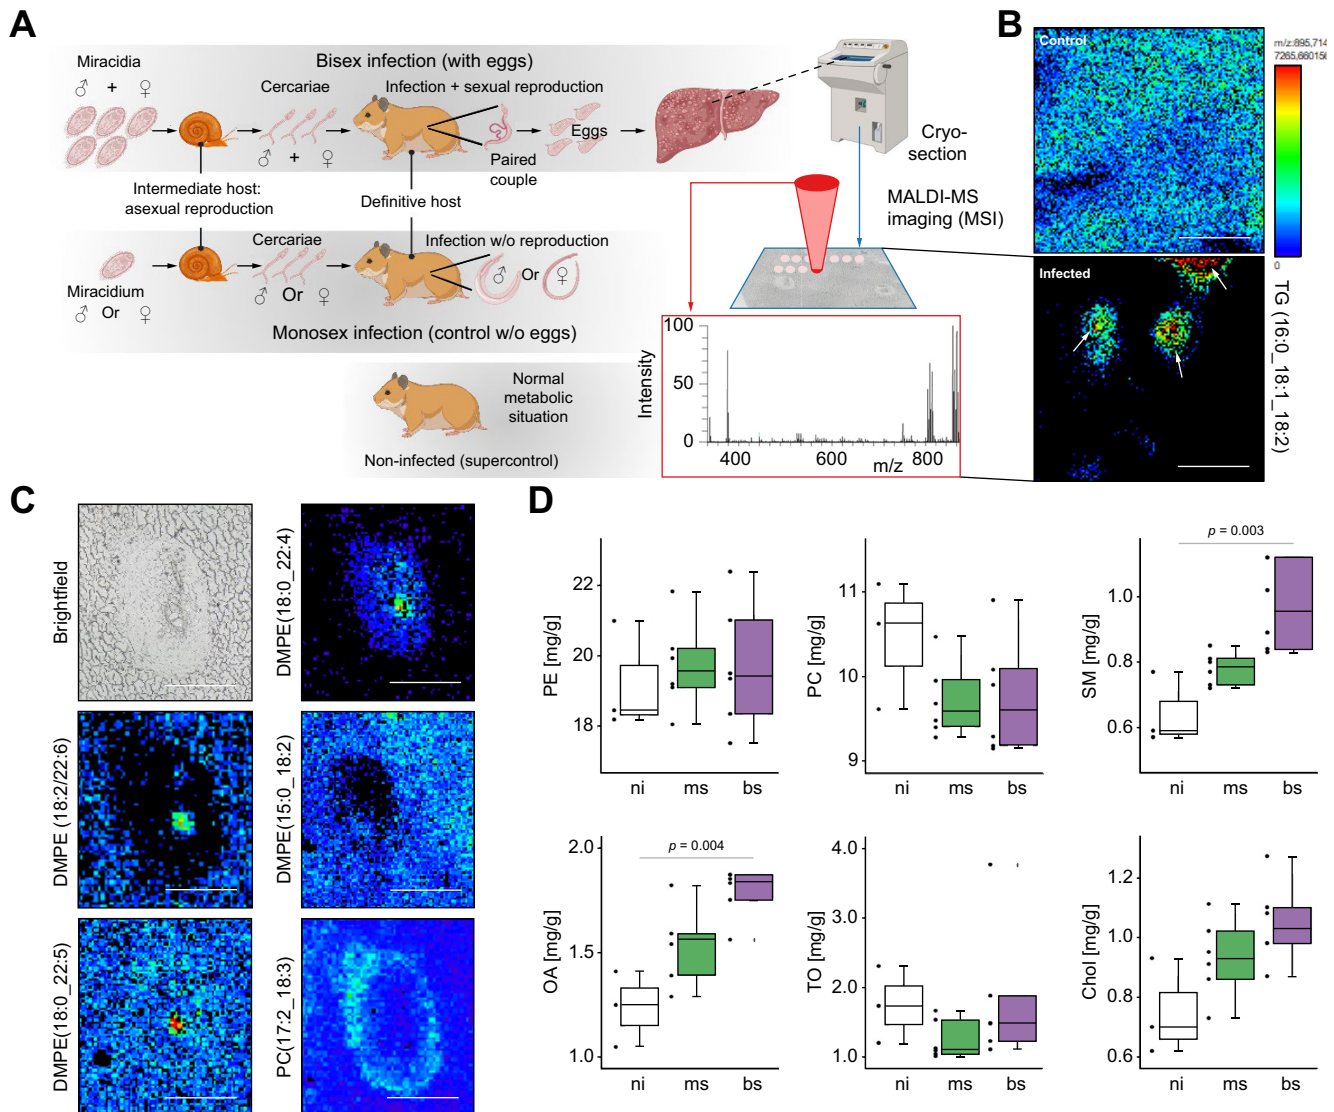 A
Miracidia
♂ + ♀
Bisex infection (with eggs)
Cercariae
♂ + ♀
Infection + sexual reproduction
Eggs
Paired
couple
Intermediate host:
asexual reproduction
Definitive host
Cryo-
section
MALDI-MS
imaging (MSI)
Cercariae
♂ Or ♀
Infection w/o reproduction
♂ Or ♀
Miracidium
♂ Or ♀
Monosex infection (control w/o eggs)
Normal
metabolic
situation
Non-infected (supercontrol)
Intensity
100
50
0
400
600
800
m/z
B
Control
Infected
0
TG (16:0_18:1_18:2)
C
Brightfield
DMPE(18:0_22:4)
DMPE (18:2/22:6)
DMPE(15:0_18:2)
DMPE(18:0_22:5)
PC(17:2_18:3)
D
PE [mg/g]
22
20
18
ni ms bs
PC [mg/g]
11
10
9
ni ms bs
SM [mg/g]
p = 0.003
1.0
0.8
0.6
ni ms bs
OA [mg/g]
p = 0.004
2.0
1.5
1.0
ni ms bs
TO [mg/g]
4.0
3.0
2.0
1.0
ni ms bs
Chol [mg/g]
1.2
1.0
0.8
0.6
ni ms bs